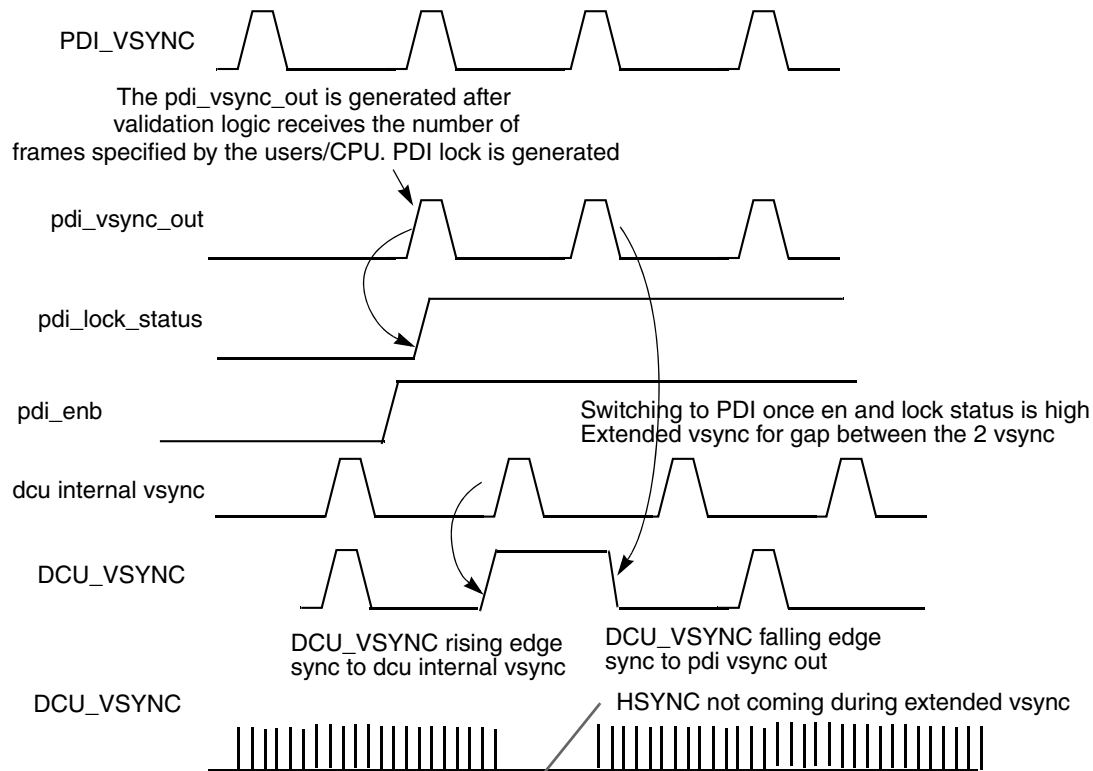 PDI_VSYNC
The pdi_vsync_out is generated after
validation logic receives the number of
frames specified by the users/CPU. PDI lock is generated
pdi_vsync_out
pdi_lock_status
pdi_enb
Switching to PDI once en and lock status is high
Extended vsync for gap between the 2 vsync
dcu internal vsync
DCU_VSYNC
DCU_VSYNC rising edge
sync to dcu internal vsync
DCU_VSYNC falling edge
sync to pdi vsync out
DCU_VSYNC
HSYNC not coming during extended vsync